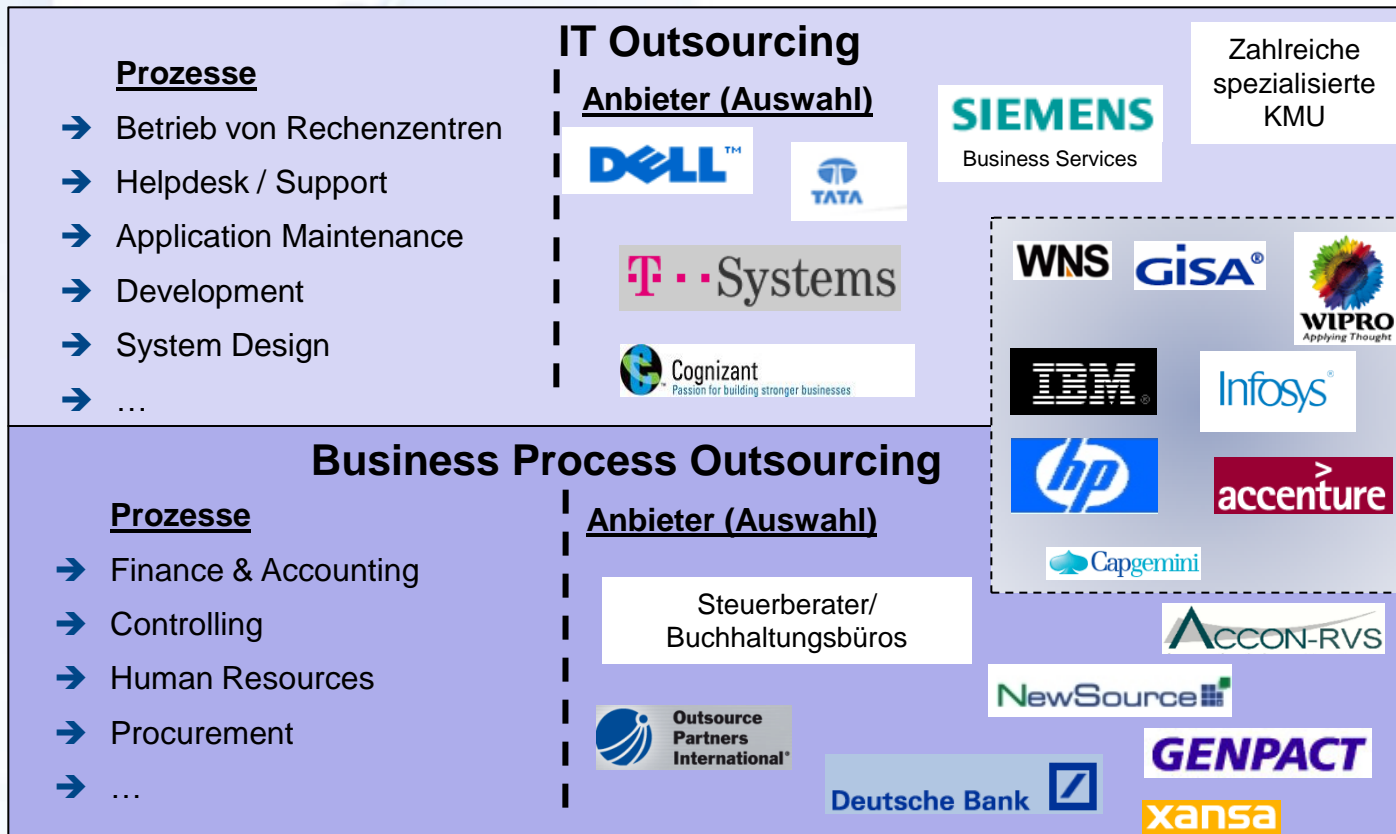 IT Outsourcing
Prozesse
➔ Betrieb von Rechenzentren
➔ Helpdesk / Support
➔ Application Maintenance
➔ Development
➔ System Design
➔ …
Anbieter (Auswahl)
DELL™
TATA
SIEMENS
Business Services
Zahlreiche
spezialisierte
KMU
T··Systems
Cognizant
Passion for building stronger businesses
WNS
GiSA®
WIPRO
Applying Thought
IBM®
Infosys®
hp
accenture
Capgemini
Business Process Outsourcing
Prozesse
➔ Finance & Accounting
➔ Controlling
➔ Human Resources
➔ Procurement
➔ …
Anbieter (Auswahl)
Steuerberater/
Buchhaltungsbüros
ACCON-RVS
NewSource
Outsource
Partners
International®
GENPACT
Deutsche Bank
xansa